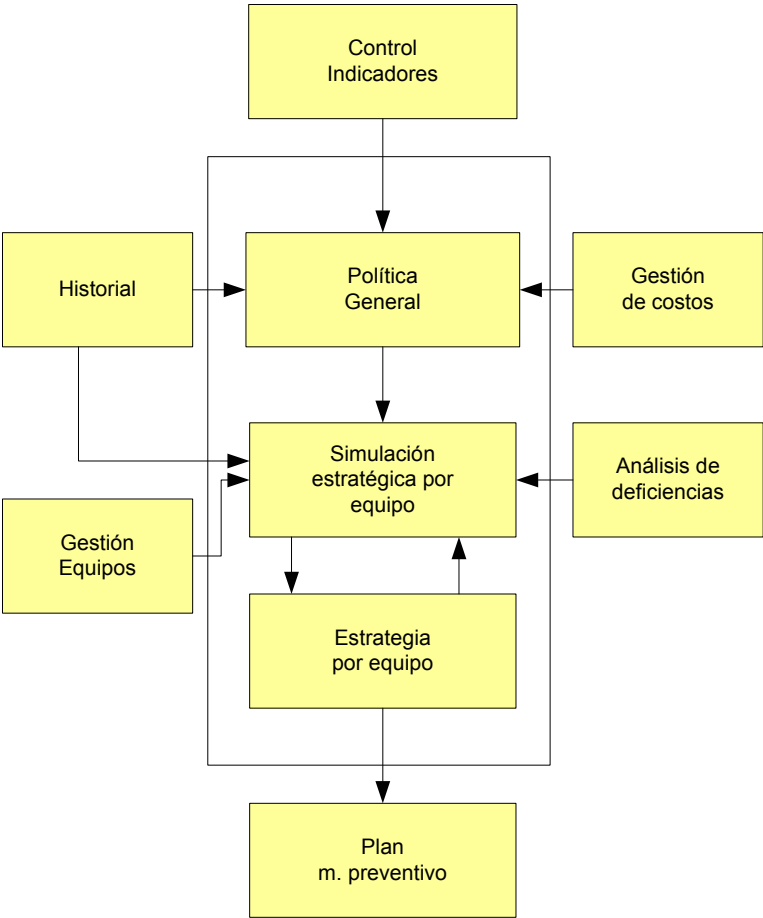 Control
Indicadores
Historial
Política
General
Gestión
de costos
Simulación
estratégica por
equipo
Análisis de
deficiencias
Gestión
Equipos
Estrategia
por equipo
Plan
m. preventivo